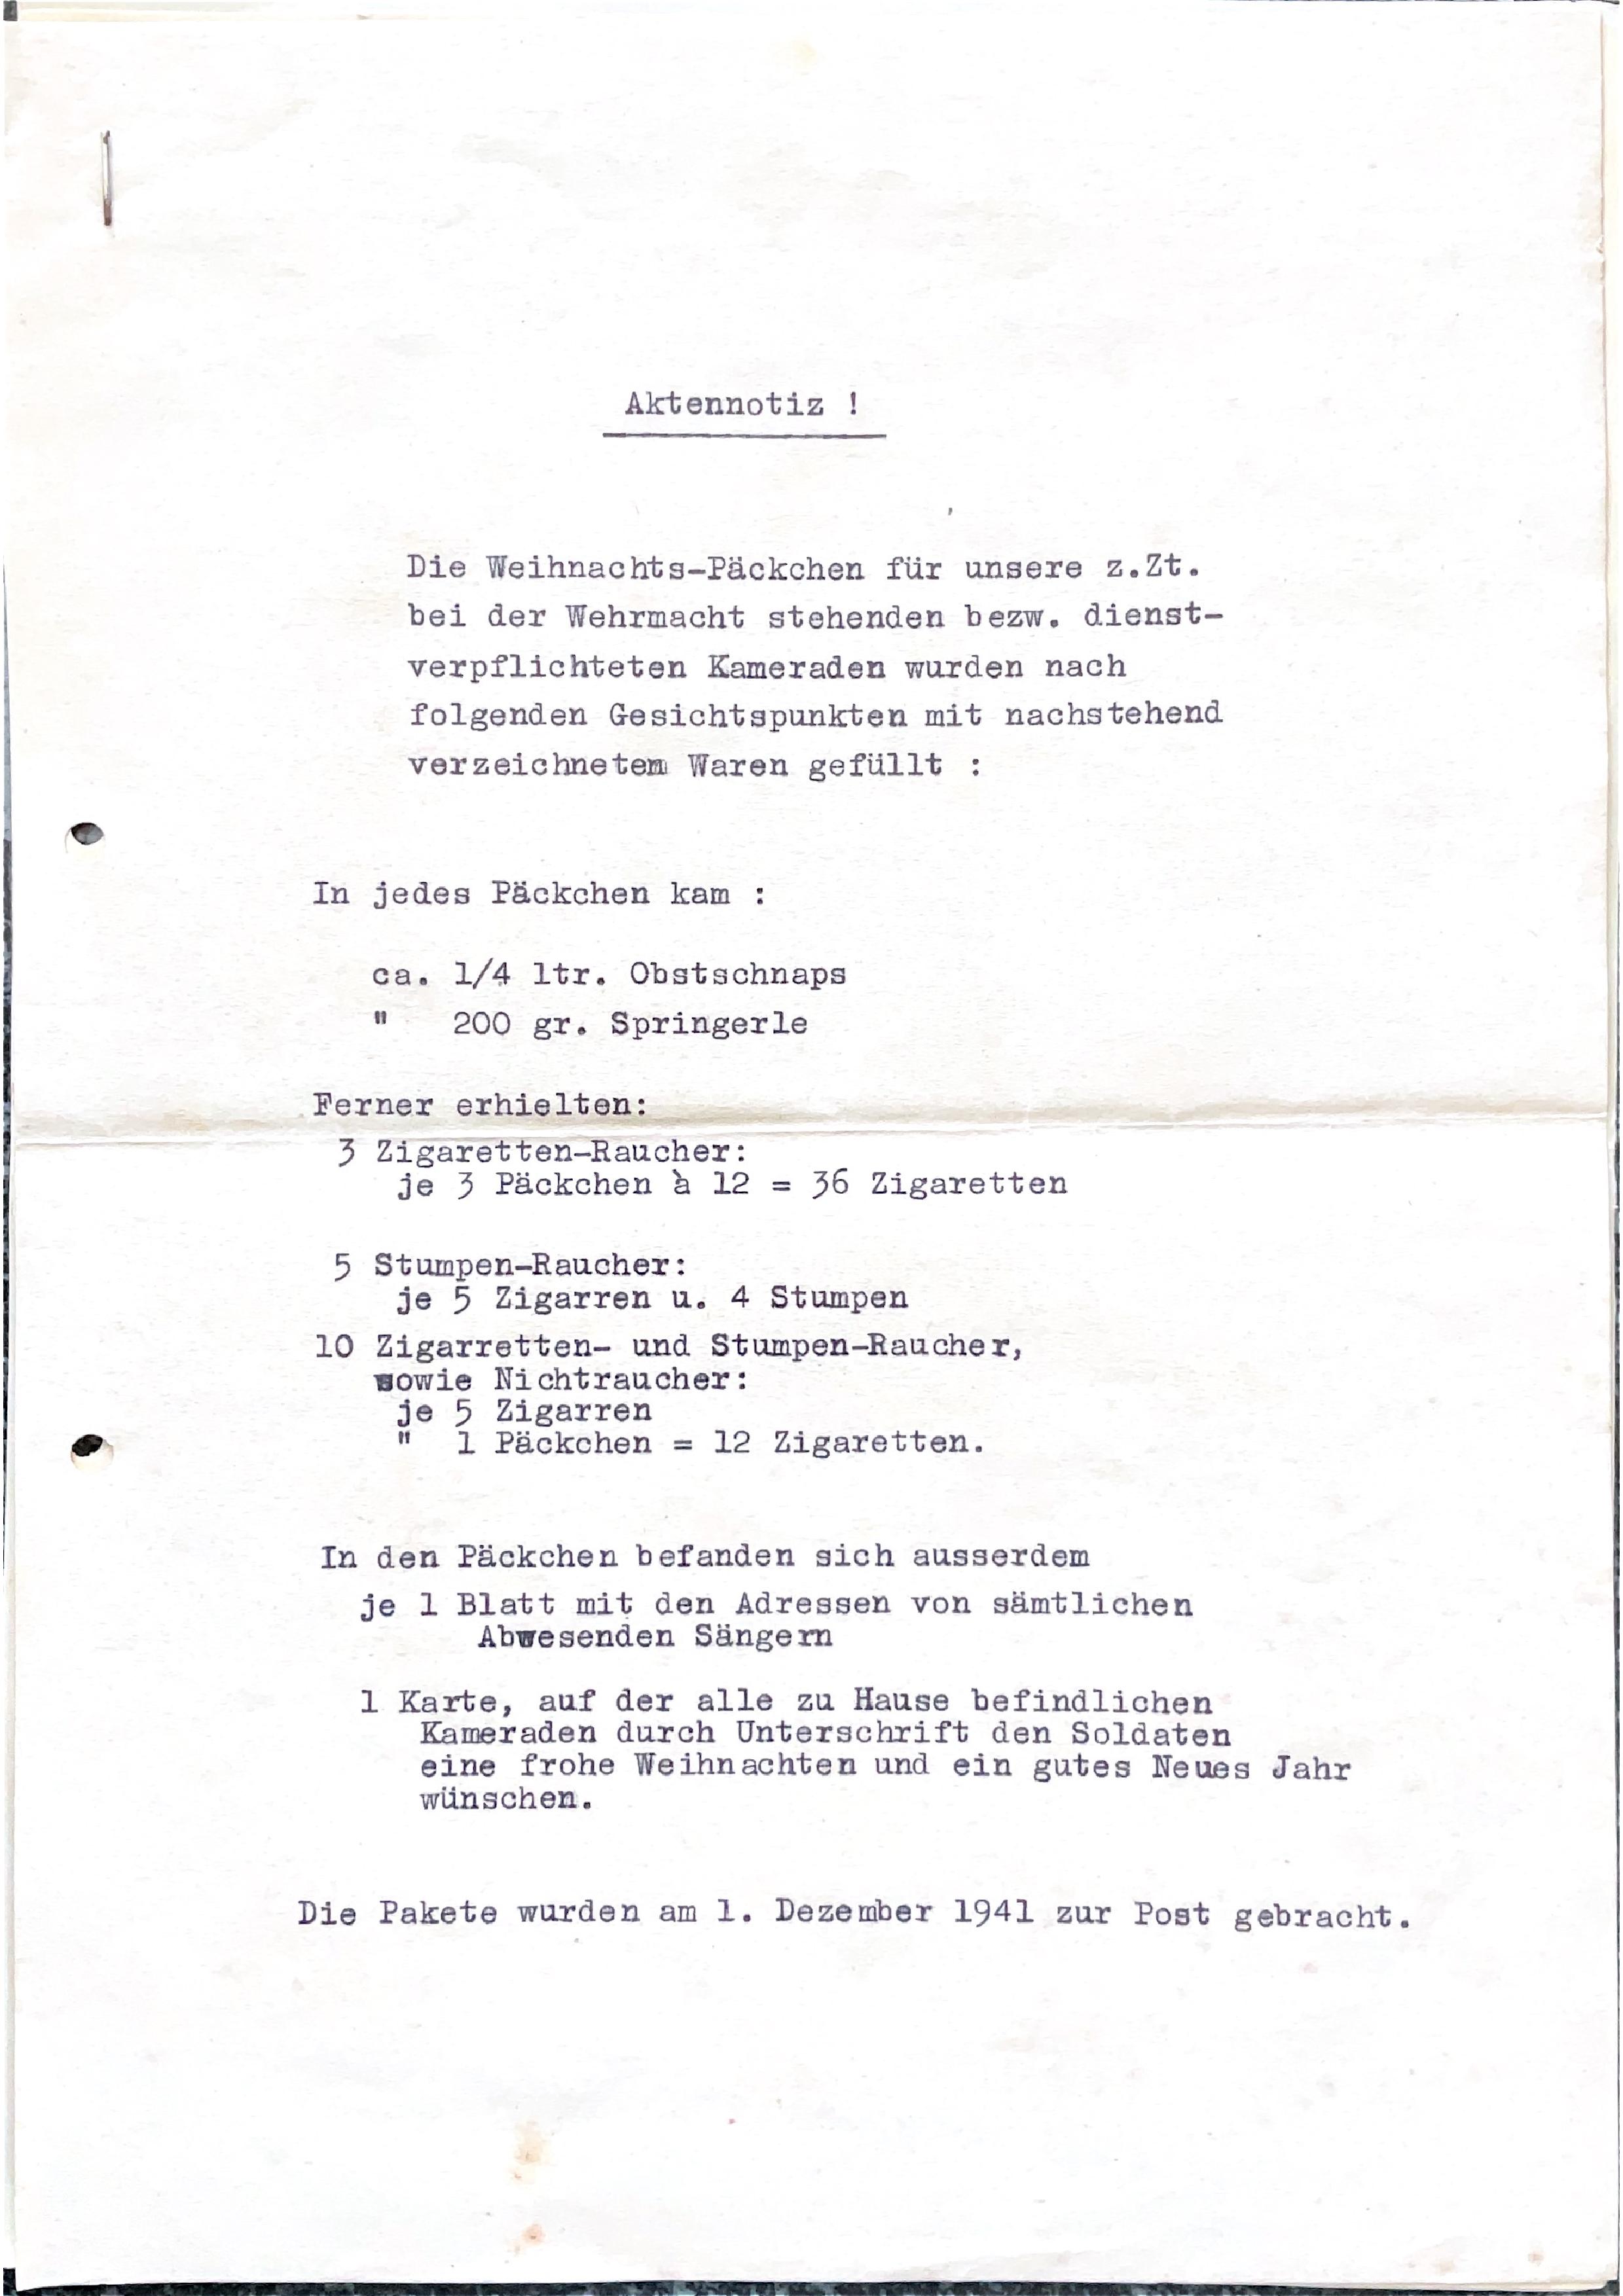 Aktennotiz !
Die Weihnachts-Päckchen für unsere z.Zt.
bei der Wehrmacht stehenden bezw. dienst-
verpflichteten Kameraden wurden nach
folgenden Gesichtspunkten mit nachstehend
verzeichneten Waren gefüllt :
In jedes Päckchen kam :
ca. 1/4 ltr. Obstschnaps
" 200 gr. Springerle
Ferner erhielten:
3 Zigaretten-Raucher:
je 3 Päckchen à 12 = 36 Zigaretten
5 Stumpen-Raucher:
je 5 Zigarren u. 4 Stumpen
10 Zigarretten- und Stumpen-Raucher,
sowie Nichtraucher:
je 5 Zigarren
" 1 Päckchen = 12 Zigaretten.
In den Päckchen befanden sich ausserdem
je 1 Blatt mit den Adressen von sämtlichen
Abwesenden Sängern
1 Karte, auf der alle zu Hause befindlichen
Kameraden durch Unterschrift den Soldaten
eine frohe Weihnachten und ein gutes Neues Jahr
wünschen.
Die Pakete wurden am 1. Dezember 1941 zur Post gebracht.